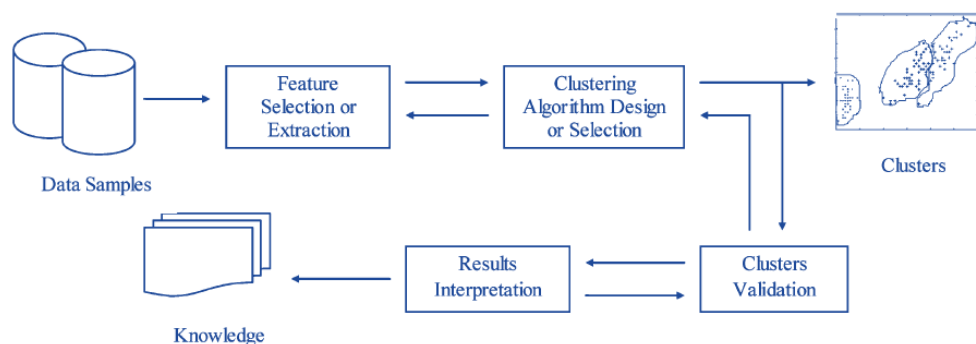 Feature
Selection or
Extraction
Clustering
Algorithm Design
or Selection
Clusters
Data Samples
Results
Interpretation
Clusters
Validation
Knowledge